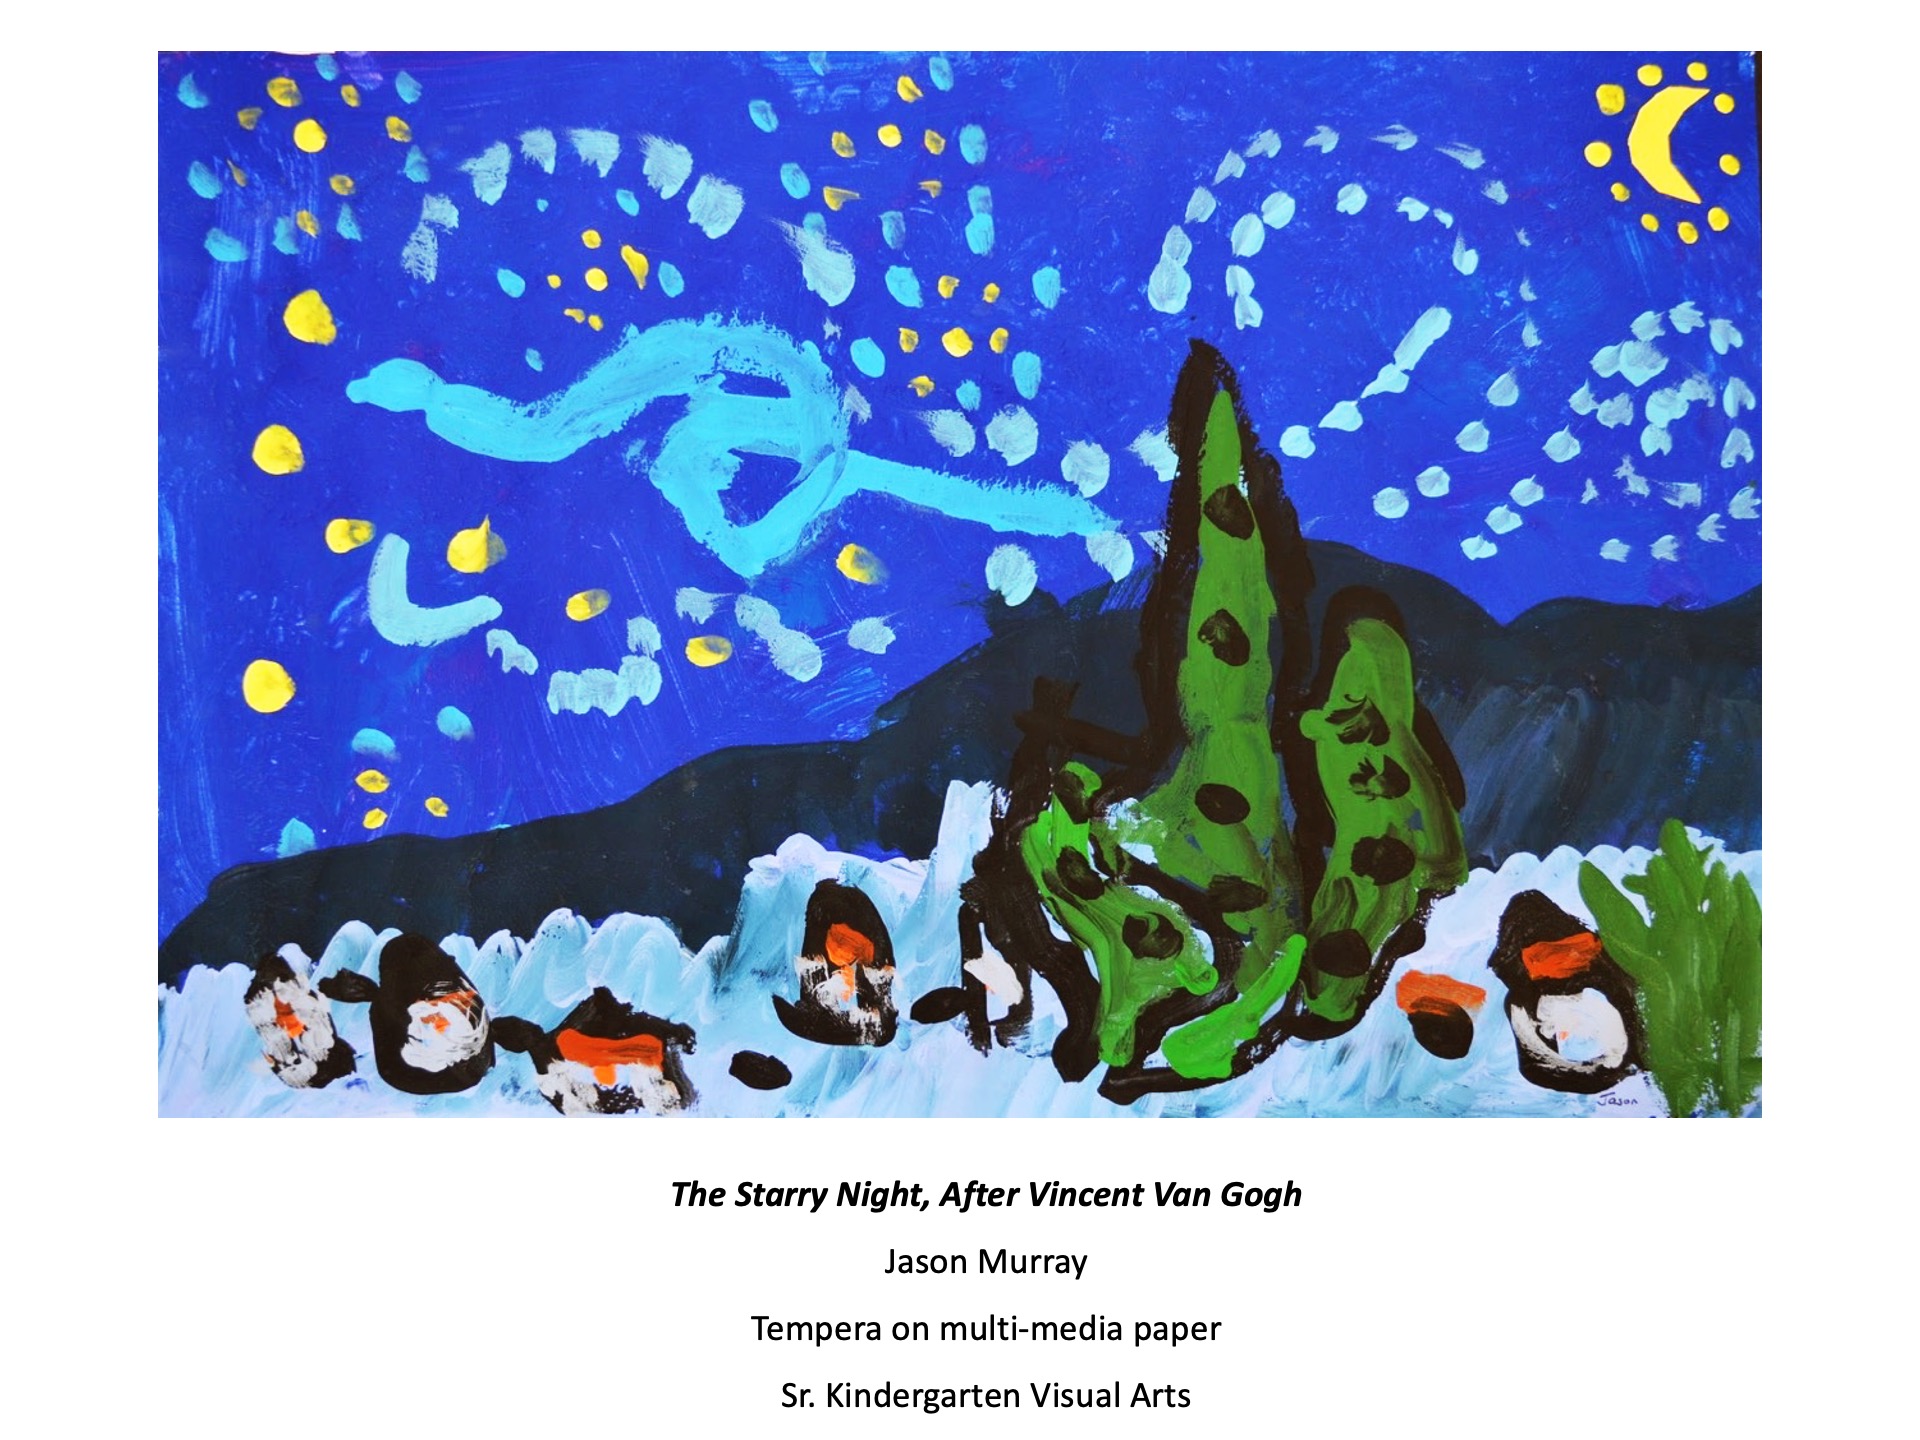 Jason
The Starry Night, After Vincent Van Gogh
Jason Murray
Tempera on multi-media paper
Sr. Kindergarten Visual Arts